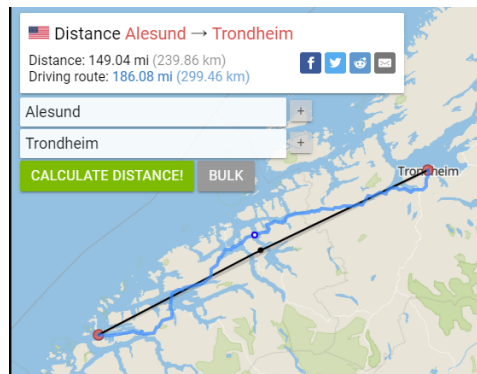 Distance Alesund → Trondheim
Distance: 149.04 mi (239.86 km)
Driving route: 186.08 mi (299.46 km)
f
Alesund +
Trondheim +
CALCULATE DISTANCE! BULK
Trondheim